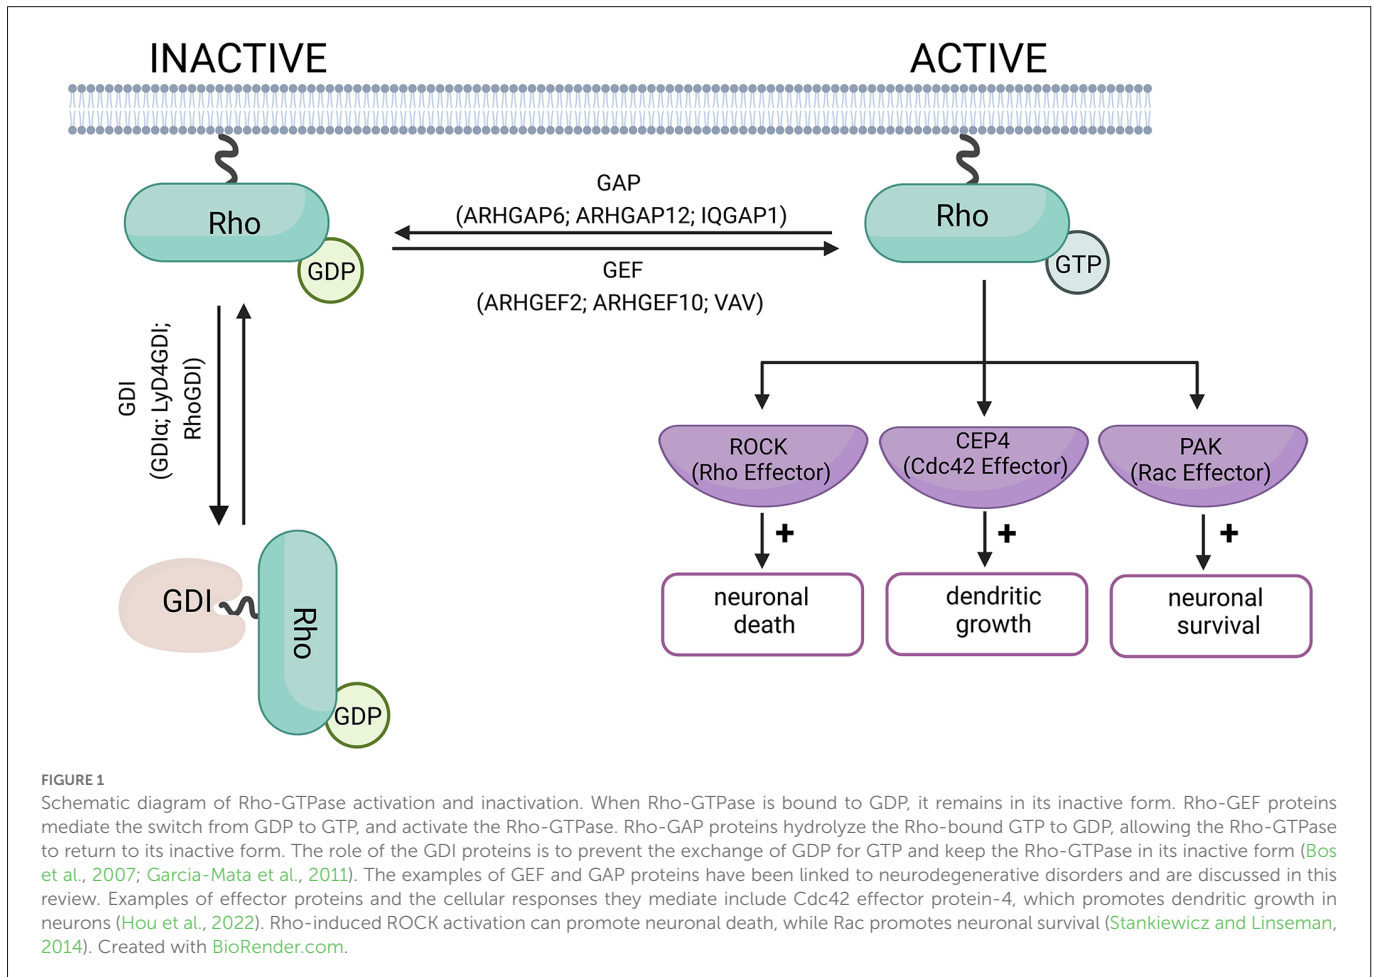 INACTIVE
ACTIVE
Rho
GDP
GAP
(ARHGAP6; ARHGAP12; IQGAP1)
GEF
(ARHGEF2; ARHGEF10; VAV)
Rho
GTP
GDI
(GDIα; LyD4GDI;
RhoGDI)
GDI
Rho
GDP
ROCK
(Rho Effector)
CEP4
(Cdc42 Effector)
PAK
(Rac Effector)
+
+
+
neuronal
death
dendritic
growth
neuronal
survival
FIGURE 1
Schematic diagram of Rho-GTPase activation and inactivation. When Rho-GTPase is bound to GDP, it remains in its inactive form. Rho-GEF proteins
mediate the switch from GDP to GTP, and activate the Rho-GTPase. Rho-GAP proteins hydrolyze the Rho-bound GTP to GDP, allowing the Rho-GTPase
to return to its inactive form. The role of the GDI proteins is to prevent the exchange of GDP for GTP and keep the Rho-GTPase in its inactive form (Bos
et al., 2007; Garcia-Mata et al., 2011). The examples of GEF and GAP proteins have been linked to neurodegenerative disorders and are discussed in this
review. Examples of effector proteins and the cellular responses they mediate include Cdc42 effector protein-4, which promotes dendritic growth in
neurons (Hou et al., 2022). Rho-induced ROCK activation can promote neuronal death, while Rac promotes neuronal survival (Stankiewicz and Linseman,
2014). Created with BioRender.com.